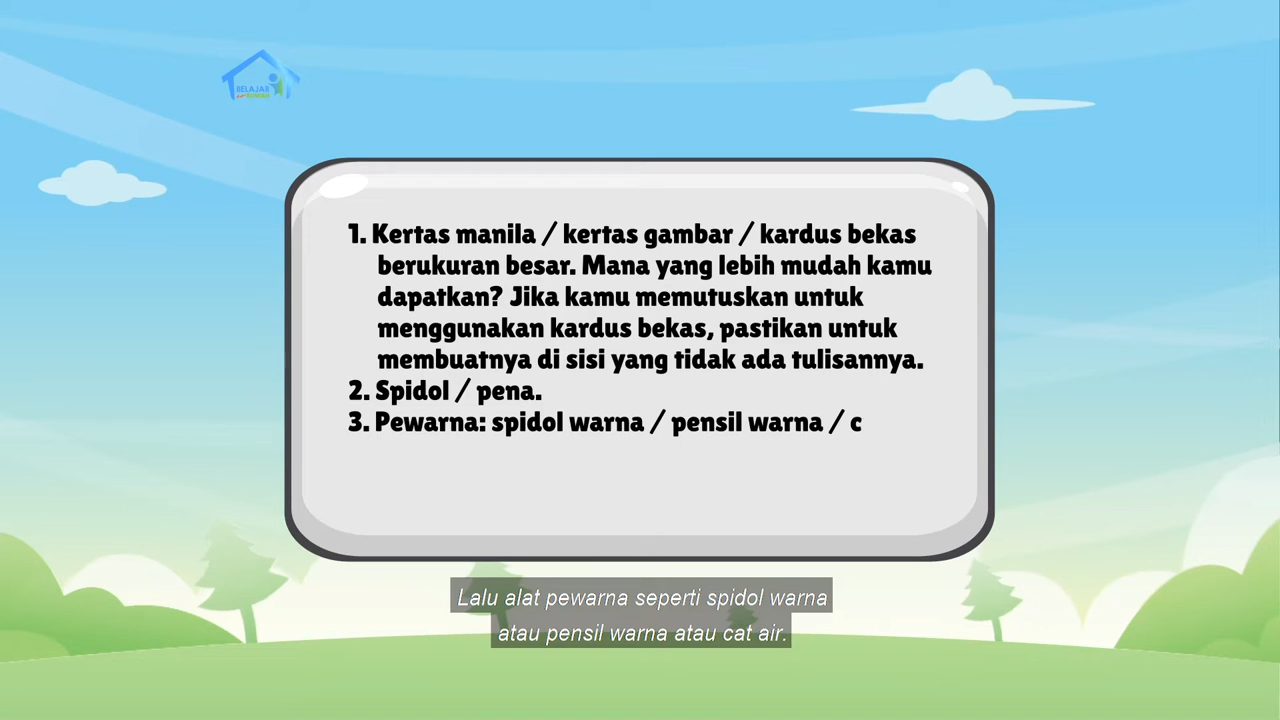 BELAJAR
1. Kertas manila / kertas gambar / kardus bekas
berukuran besar. Mana yang lebih mudah kamu
dapatkan? Jika kamu memutuskan untuk
menggunakan kardus bekas, pastikan untuk
membuatnya di sisi yang tidak ada tulisannya.
2. Spidol / pena.
3. Pewarna: spidol warna / pensil warna / c
Lalu alat pewarna seperti spidol warna
atau pensil warna atau cat air.